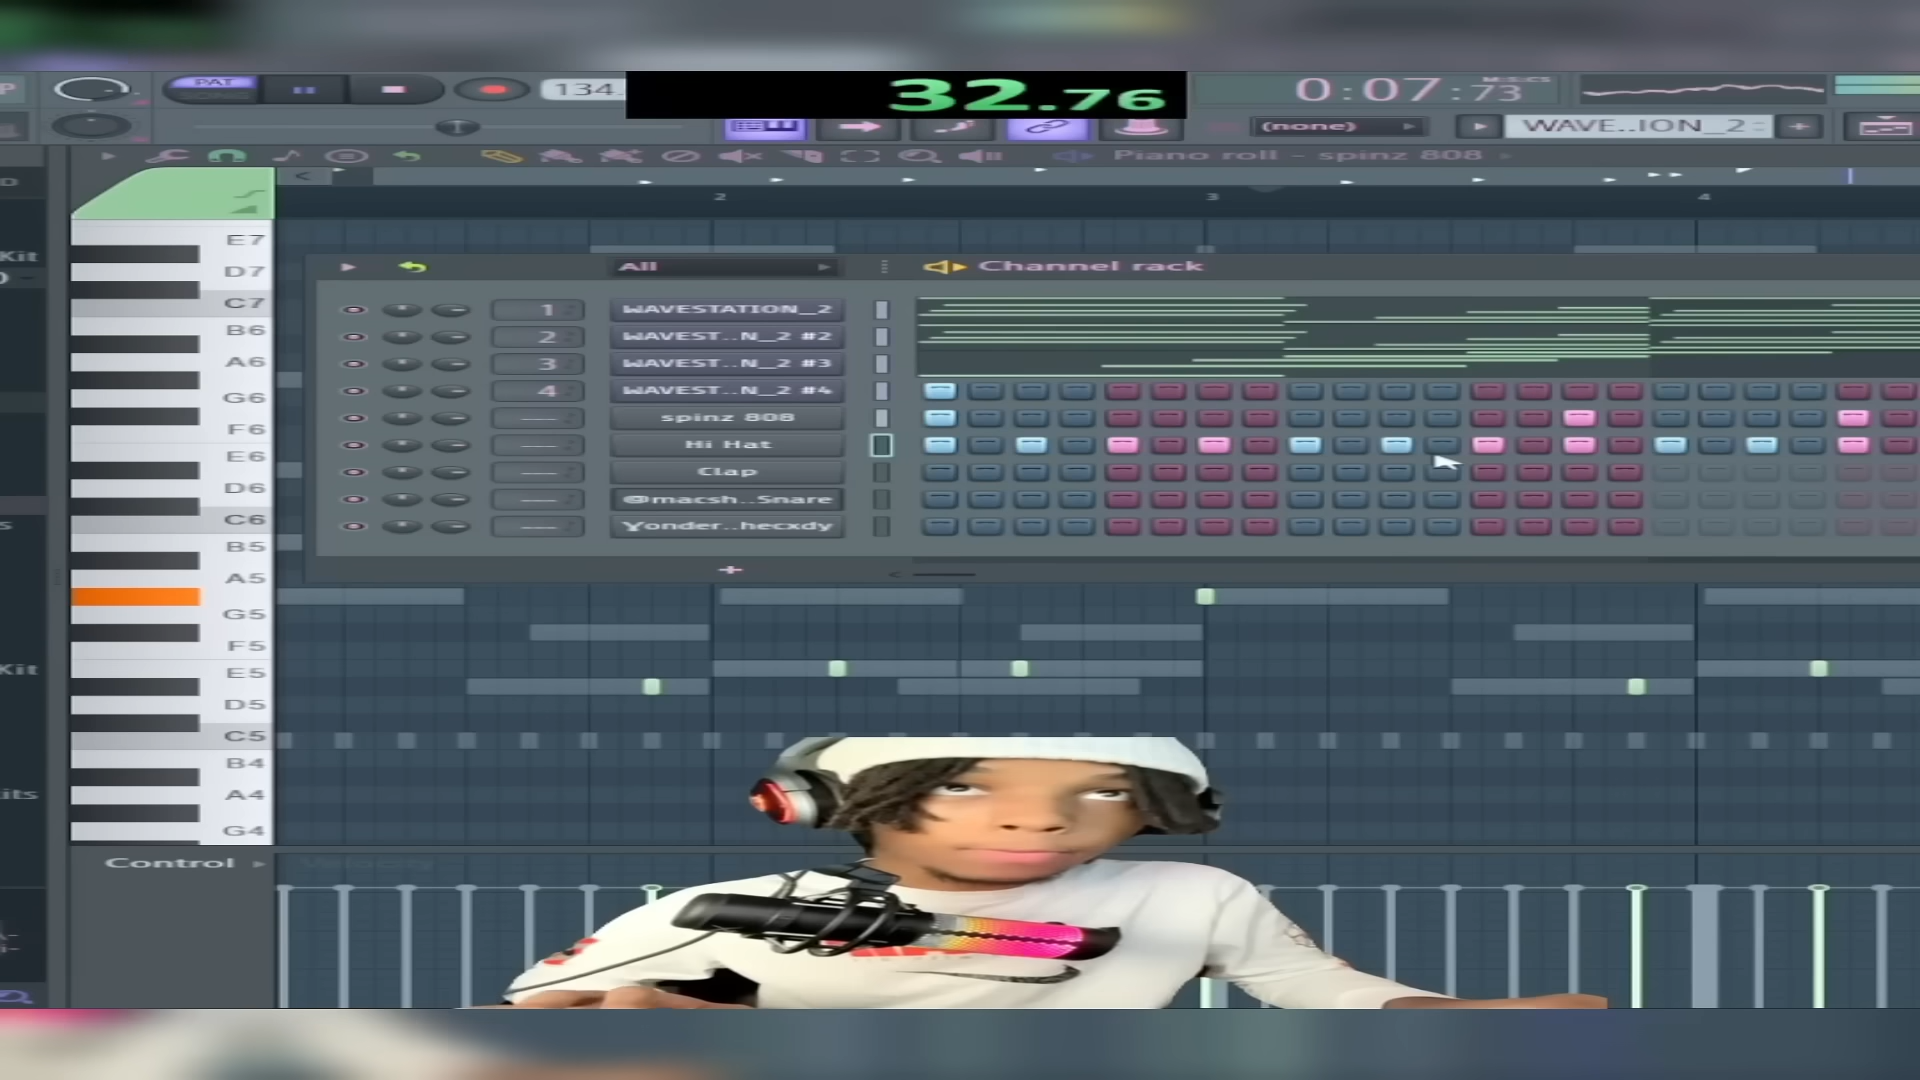 P
PAT
134.
32.76
0:07:73
M:S:CS
(none)
WAVE..ION_2
+
Piano roll - spinz 808
2
3
4
Kit
E7
D7
C7
B6
A6
G6
F6
E6
D6
C6
B5
A5
G5
F5
E5
D5
C5
B4
A4
G4
All
Channel rack
1 WAVESTATION_2
2 WAVEST..N_2 #2
3 WAVEST..N_2 #3
4 WAVEST..N_2 #4
--- spinz 808
--- Hi Hat
--- Clap
--- @macsh..Snare
--- Yonder..hecxdy
+
Kit
its
Control
Velocity